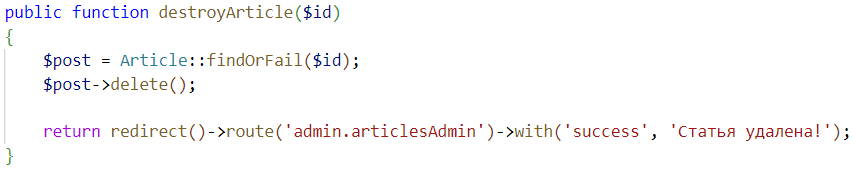 public function destroyArticle($id)
{
    $post = Article::findOrFail($id);
    $post->delete();

    return redirect()->route('admin.articlesAdmin')->with('success', 'Статья удалена!');
}